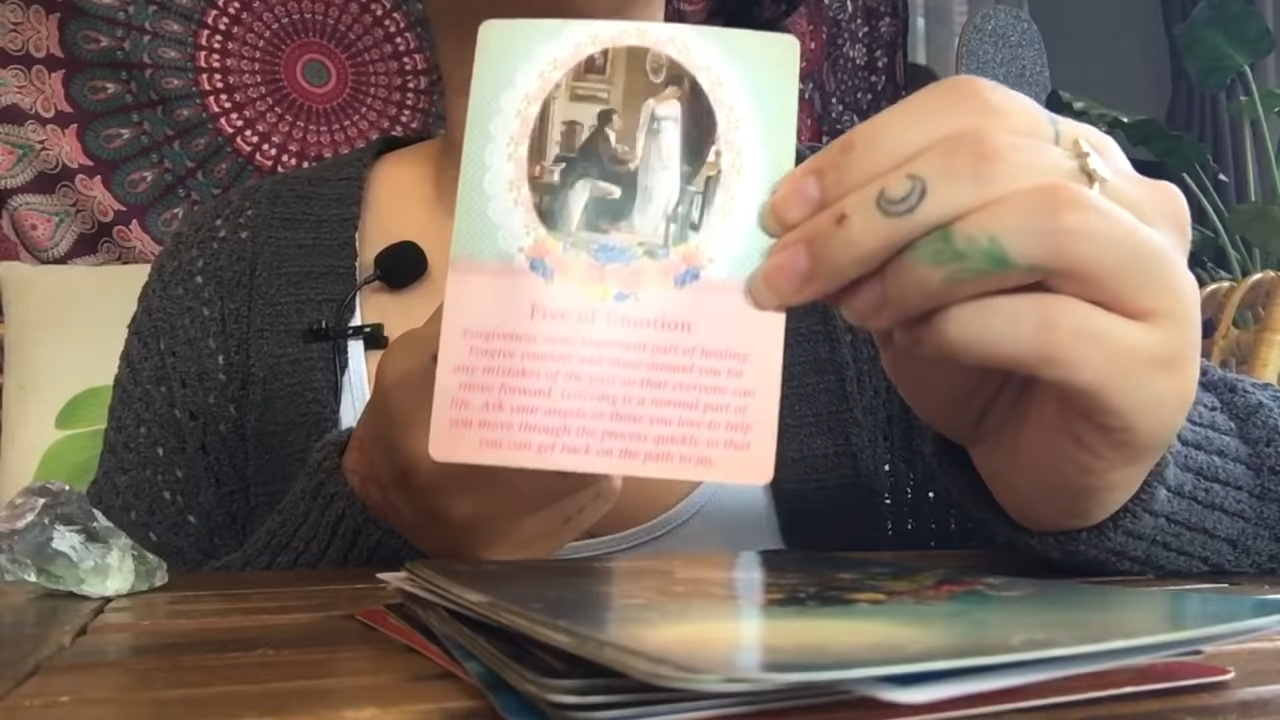 Five of Emotion
Forgiveness is an important part of healing.
Forgive yourself and those around you for
any mistakes of the past so that everyone can
move forward. Grieving is a normal part of
life. Ask your angels or those you love to help
you move through the process quickly so that
you can get back on the path to joy.